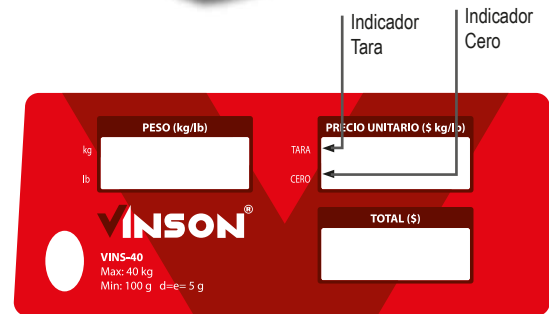 Indicador
Tara
Indicador
Cero
PESO (kg/lb)
PRECIO UNITARIO ($ kg/lb)
kg
lb
TARA
CERO
VINSON®
TOTAL ($)
VINS-40
Max: 40 kg
Min: 100 g d=e= 5 g